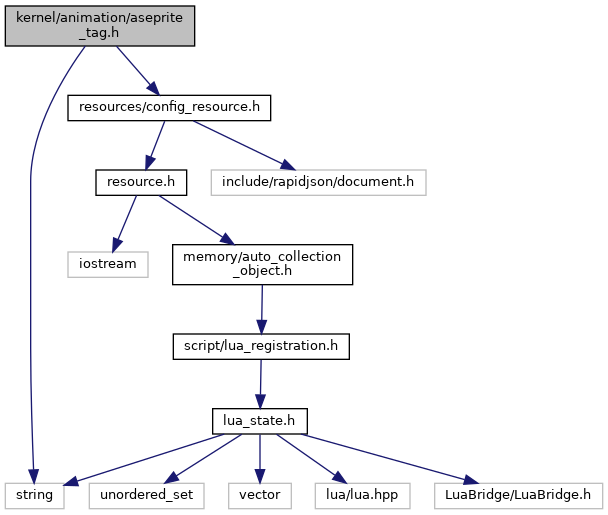 kernel/animation/aseprite
_tag.h
resources/config_resource.h
resource.h
include/rapidjson/document.h
iostream
memory/auto_collection
_object.h
script/lua_registration.h
lua_state.h
string
unordered_set
vector
lua/lua.hpp
LuaBridge/LuaBridge.h